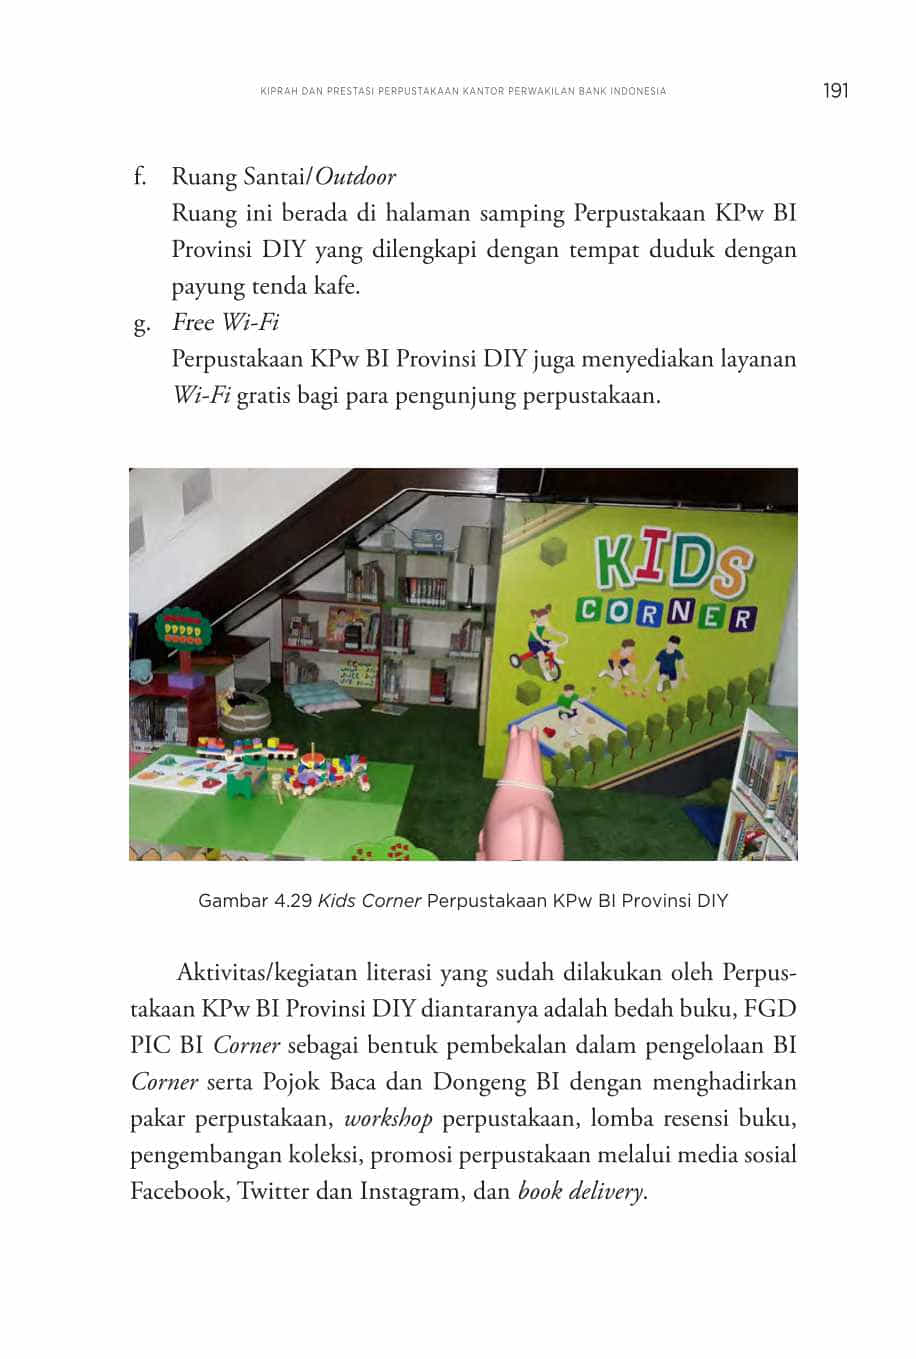 KIPRAH DAN PRESTASI PERPUSTAKAAN KANTOR PERWAKILAN BANK INDONESIA 191
f. Ruang Santai/Outdoor
Ruang ini berada di halaman samping Perpustakaan KPw BI
Provinsi DIY yang dilengkapi dengan tempat duduk dengan
payung tenda kafe.
g. Free Wi-Fi
Perpustakaan KPw BI Provinsi DIY juga menyediakan layanan
Wi-Fi gratis bagi para pengunjung perpustakaan.
KIDS
CORNER
Gambar 4.29 Kids Corner Perpustakaan KPw BI Provinsi DIY
Aktivitas/kegiatan literasi yang sudah dilakukan oleh Perpus-
takaan KPw BI Provinsi DIY diantaranya adalah bedah buku, FGD
PIC BI Corner sebagai bentuk pembekalan dalam pengelolaan BI
Corner serta Pojok Baca dan Dongeng BI dengan menghadirkan
pakar perpustakaan, workshop perpustakaan, lomba resensi buku,
pengembangan koleksi, promosi perpustakaan melalui media sosial
Facebook, Twitter dan Instagram, dan book delivery.